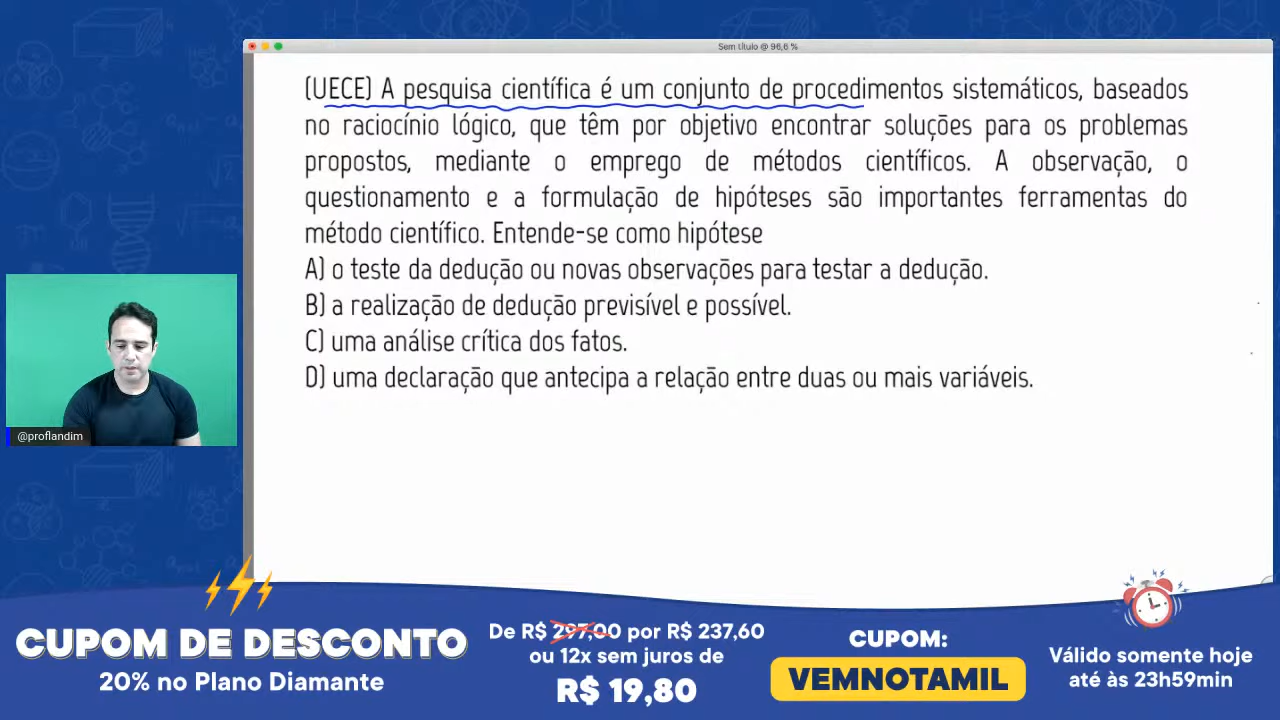 Sem título @ 96,6 %
(UECE) A pesquisa científica é um conjunto de procedimentos sistemáticos, baseados
no raciocínio lógico, que têm por objetivo encontrar soluções para os problemas
propostos, mediante o emprego de métodos científicos. A observação, o
questionamento e a formulação de hipóteses são importantes ferramentas do
método científico. Entende-se como hipótese
A) o teste da dedução ou novas observações para testar a dedução.
B) a realização de dedução previsível e possível.
C) uma análise crítica dos fatos.
D) uma declaração que antecipa a relação entre duas ou mais variáveis.
@proflandim
CUPOM DE DESCONTO
20% no Plano Diamante
De R$ 297,00 por R$ 237,60
ou 12x sem juros de
R$ 19,80
CUPOM:
VEMNOTAMIL
Válido somente hoje
até às 23h59min